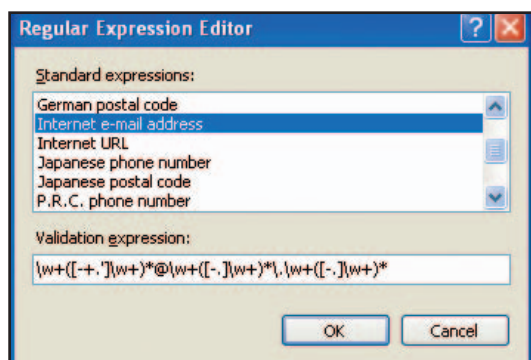 Regular Expression Editor
Standard expressions:
German postal code
Internet e-mail address
Internet URL
Japanese phone number
Japanese postal code
P.R.C. phone number
Validation expression:
\w+([-+.']\w+)*@\w+([-.]\w+)*\.\w+([-.]\w+)*
OK
Cancel